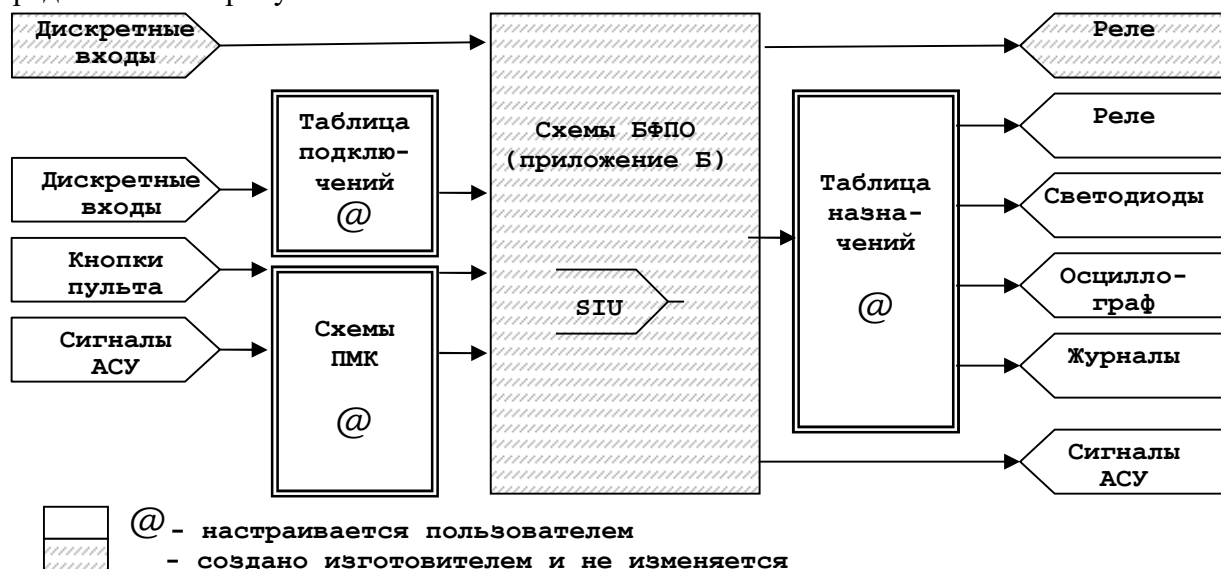 Дискретные
входы
Реле
Таблица
подклю-
чений
@
Схемы БФПО
(приложение Б)
Реле
Дискретные
входы
Таблица
назна-
чений
@
Светодиоды
Кнопки
пульта
SIU
Осцилло-
граф
Сигналы
АСУ
Схемы
ПМК
@
Журналы
Сигналы
АСУ
@ - настраивается пользователем
- создано изготовителем и не изменяется